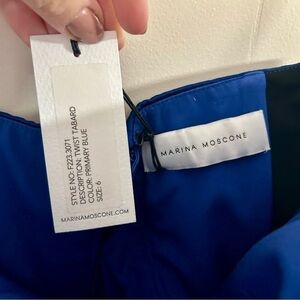 STYLE NO: F223.3071
DESCRIPTION: TWIST TABARD
COLOR: PRIMARY BLUE
SIZE: 6
MARINAMOSCONE.COM
MARINA MOSCONE